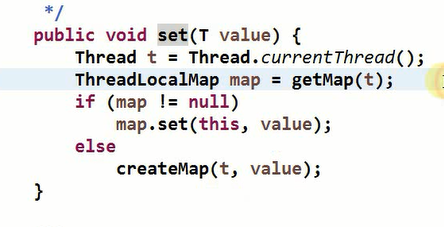 */
public void set(T value) {
    Thread t = Thread.currentThread();
    ThreadLocalMap map = getMap(t);
    if (map != null)
        map.set(this, value);
    else
        createMap(t, value);
}